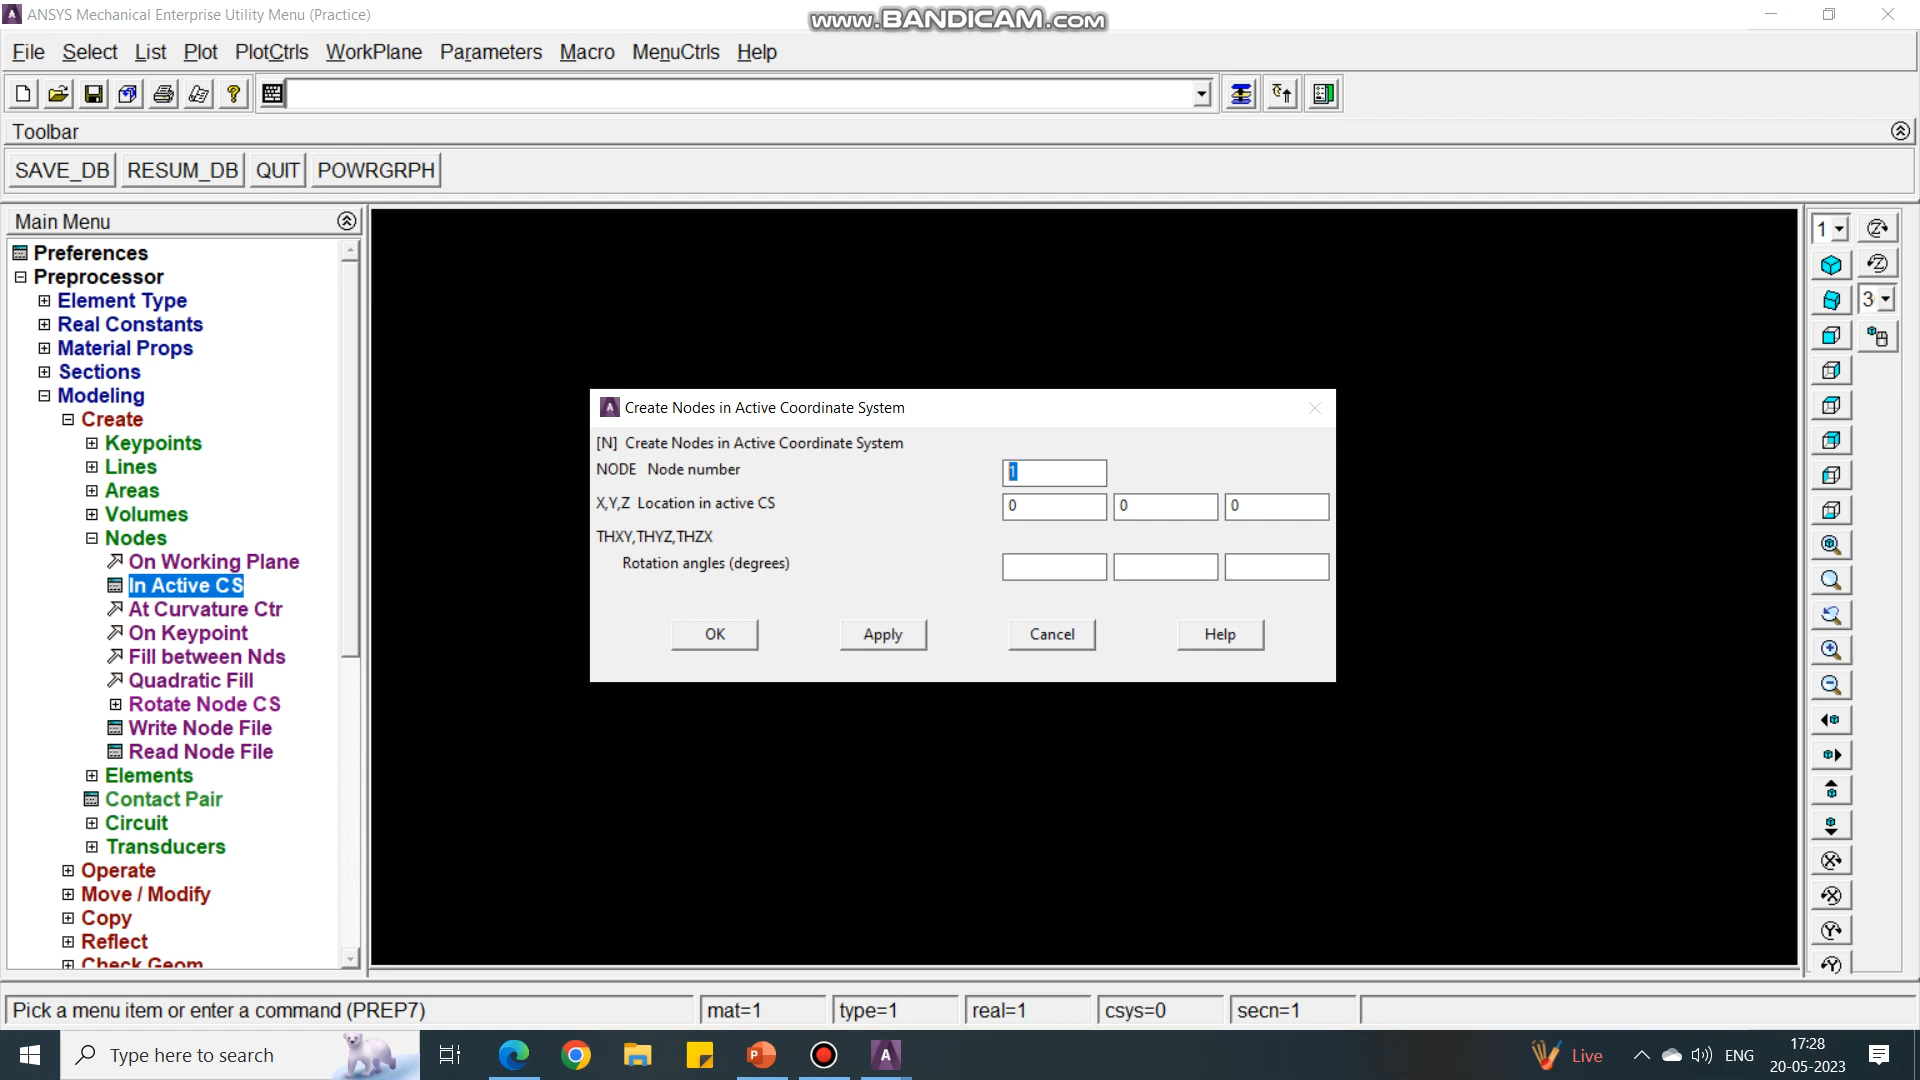 ANSYS Mechanical Enterprise Utility Menu (Practice)
www.BANDICAM.com
File Select List Plot PlotCtrls WorkPlane Parameters Macro MenuCtrls Help
Toolbar
SAVE_DB RESUM_DB QUIT POWRGRPH
Main Menu
Preferences
Preprocessor
Element Type
Real Constants
Material Props
Sections
Modeling
Create
Keypoints
Lines
Areas
Volumes
Nodes
On Working Plane
In Active CS
At Curvature Ctr
On Keypoint
Fill between Nds
Quadratic Fill
Rotate Node CS
Write Node File
Read Node File
Elements
Contact Pair
Circuit
Transducers
Operate
Move / Modify
Copy
Reflect
Check Geom
Create Nodes in Active Coordinate System
[N] Create Nodes in Active Coordinate System
NODE Node number 1
X,Y,Z Location in active CS 0 0 0
THXY,THYZ,THZX
Rotation angles (degrees)
OK Apply Cancel Help
1
3
Pick a menu item or enter a command (PREP7) mat=1 type=1 real=1 csys=0 secn=1
Type here to search
Live
ENG
17:28
20-05-2023